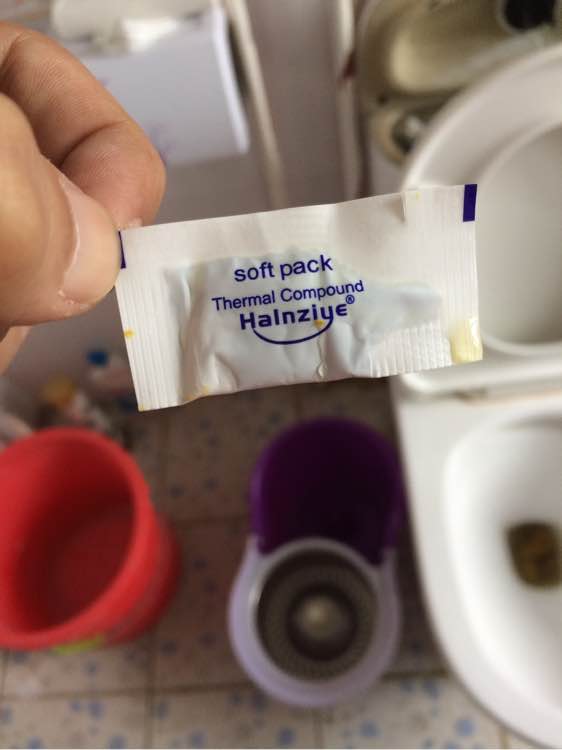 soft pack
Thermal Compound
Halnziye®